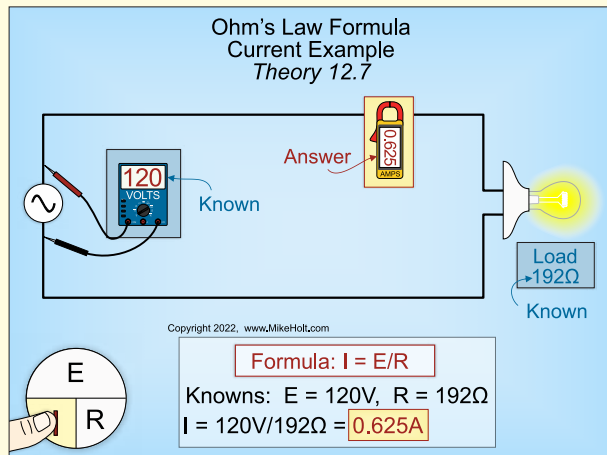 Ohm's Law Formula
Current Example
Theory 12.7
120
VOLTS
Known
Answer
0.625
AMPS
Load
192Ω
Known
Copyright 2022, www.MikeHolt.com
E
I R
Formula: I = E/R
Knowns: E = 120V, R = 192Ω
I = 120V/192Ω = 0.625A